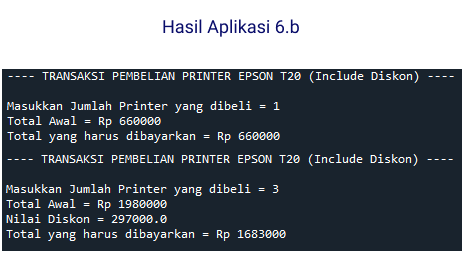 Hasil Aplikasi 6.b
---- TRANSAKSI PEMBELIAN PRINTER EPSON T20 (Include Diskon) ----
Masukkan Jumlah Printer yang dibeli = 1
Total Awal = Rp 660000
Total yang harus dibayarkan = Rp 660000
---- TRANSAKSI PEMBELIAN PRINTER EPSON T20 (Include Diskon) ----
Masukkan Jumlah Printer yang dibeli = 3
Total Awal = Rp 1980000
Nilai Diskon = 297000.0
Total yang harus dibayarkan = Rp 1683000